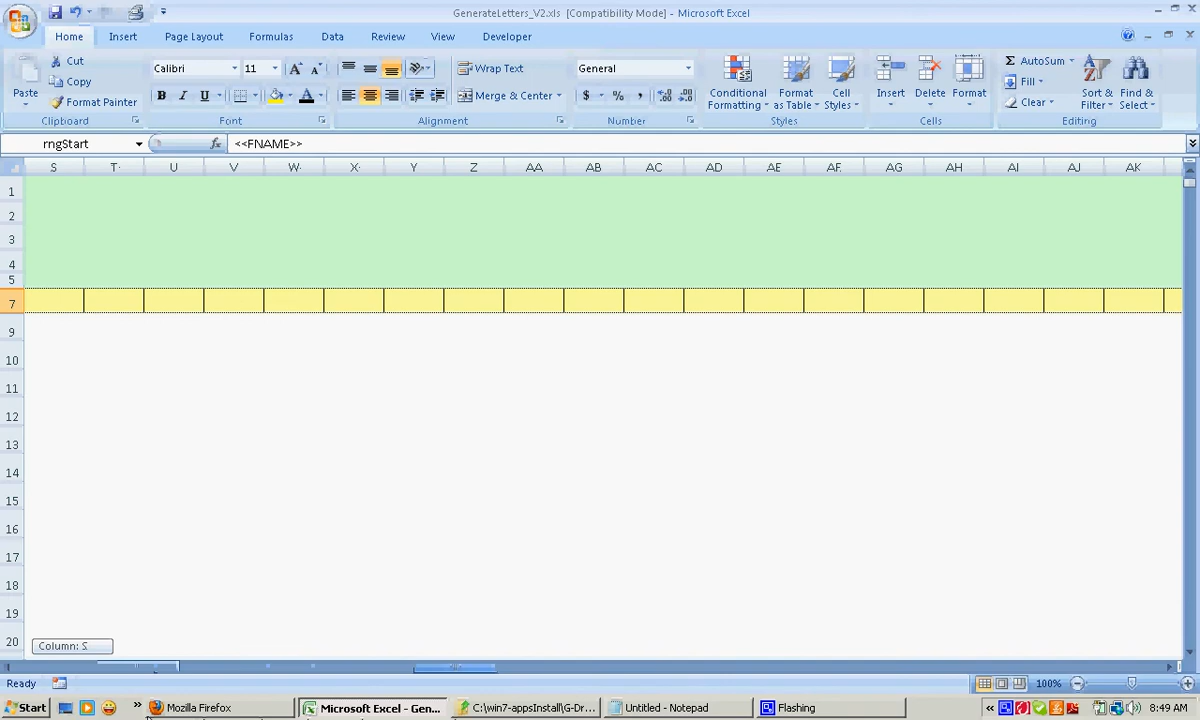 GenerateLetters_V2.xls [Compatibility Mode] - Microsoft Excel
Home Insert Page Layout Formulas Data Review View Developer
Cut Calibri 11 Wrap Text General AutoSum
Copy Fill
Paste Format Painter B I U Merge & Center $ % , Conditional Formatting Format as Table Cell Styles Insert Delete Format Clear Sort & Filter Find & Select
Clipboard Font Alignment Number Styles Cells Editing
rngStart fx <<FNAME>>
S T U V W X Y Z AA AB AC AD AE AF AG AH AI AJ AK
1
2
3
4
5
7
9
10
11
12
13
14
15
16
17
18
19
20
Column: S
Ready 100%
Start Mozilla Firefox Microsoft Excel - Gen... C:\win7-appsInstall\G-Dr... Untitled - Notepad Flashing 8:49 AM